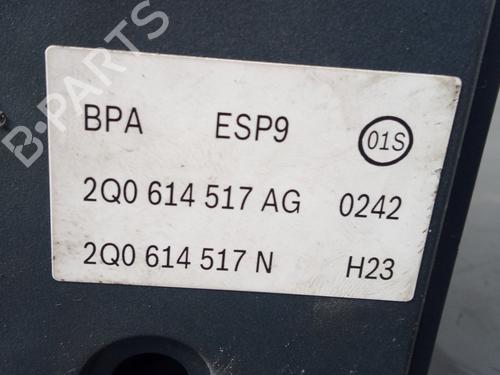 BPA ESP9 01S
2Q0 614 517 AG 0242
2Q0 614 517 N H23
B-PARTS